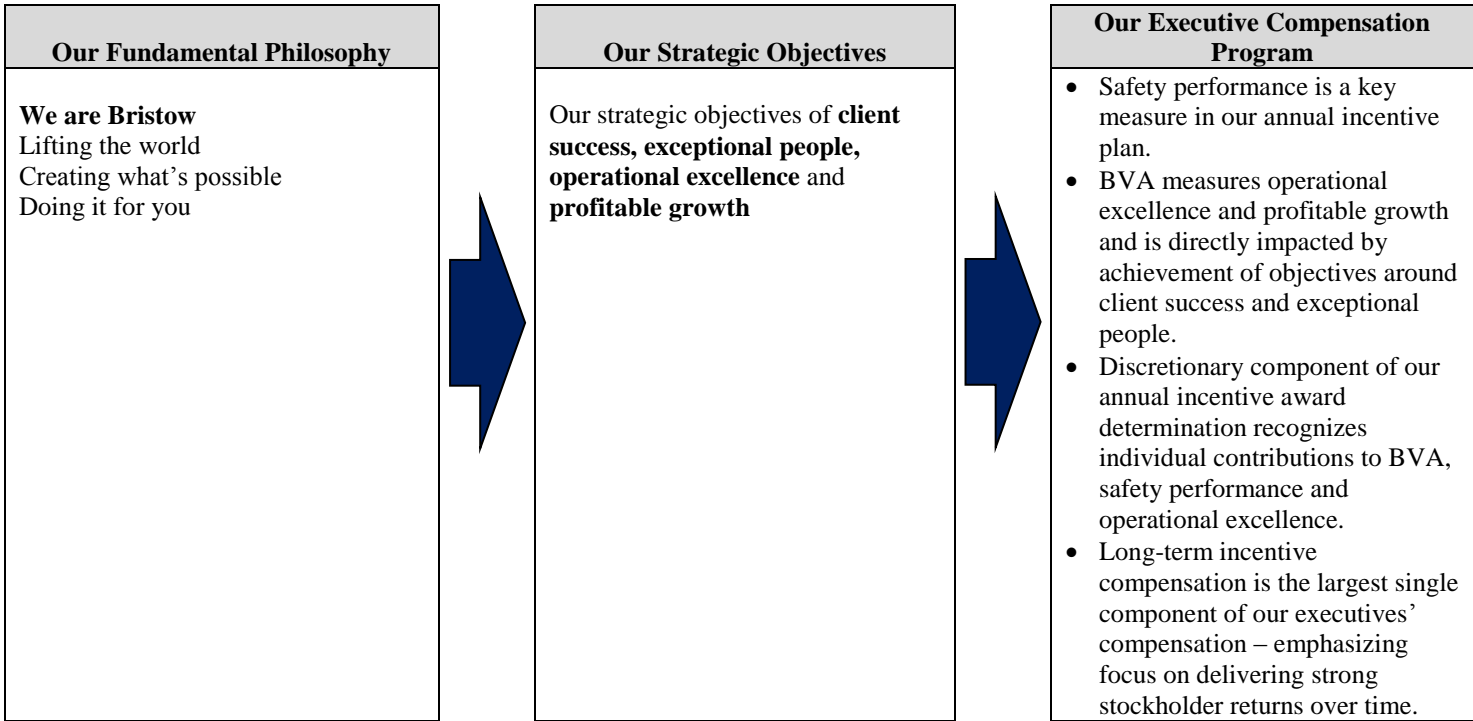 Our Fundamental Philosophy
We are Bristow
Lifting the world
Creating what’s possible
Doing it for you
Our Strategic Objectives
Our strategic objectives of client
success, exceptional people,
operational excellence and
profitable growth
Our Executive Compensation
Program
• Safety performance is a key
measure in our annual incentive
plan.
• BVA measures operational
excellence and profitable growth
and is directly impacted by
achievement of objectives around
client success and exceptional
people.
• Discretionary component of our
annual incentive award
determination recognizes
individual contributions to BVA,
safety performance and
operational excellence.
• Long-term incentive
compensation is the largest single
component of our executives’
compensation – emphasizing
focus on delivering strong
stockholder returns over time.